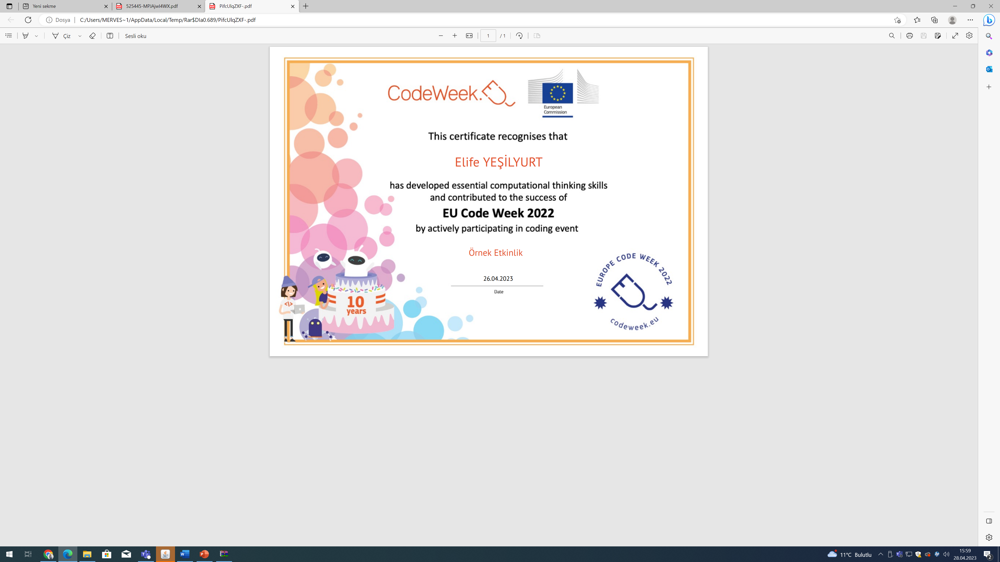 Yeni sekme
525445-MPJAjwI4WX.pdf
PifcUlqZXF-.pdf
Dosya
C:/Users/MERVES~1/AppData/Local/Temp/Rar$DIa0.689/PifcUlqZXF-.pdf
Çiz
Sesli oku
1
/ 1
CodeWeek.
European
Commission
This certificate recognises that
Elife YEŞİLYURT
has developed essential computational thinking skills
and contributed to the success of
EU Code Week 2022
by actively participating in coding event
Örnek Etkinlik
26.04.2023
Date
10
years
EUROPE CODE WEEK 2022
codeweek.eu
11°C Bulutlu
15:59
28.04.2023
2